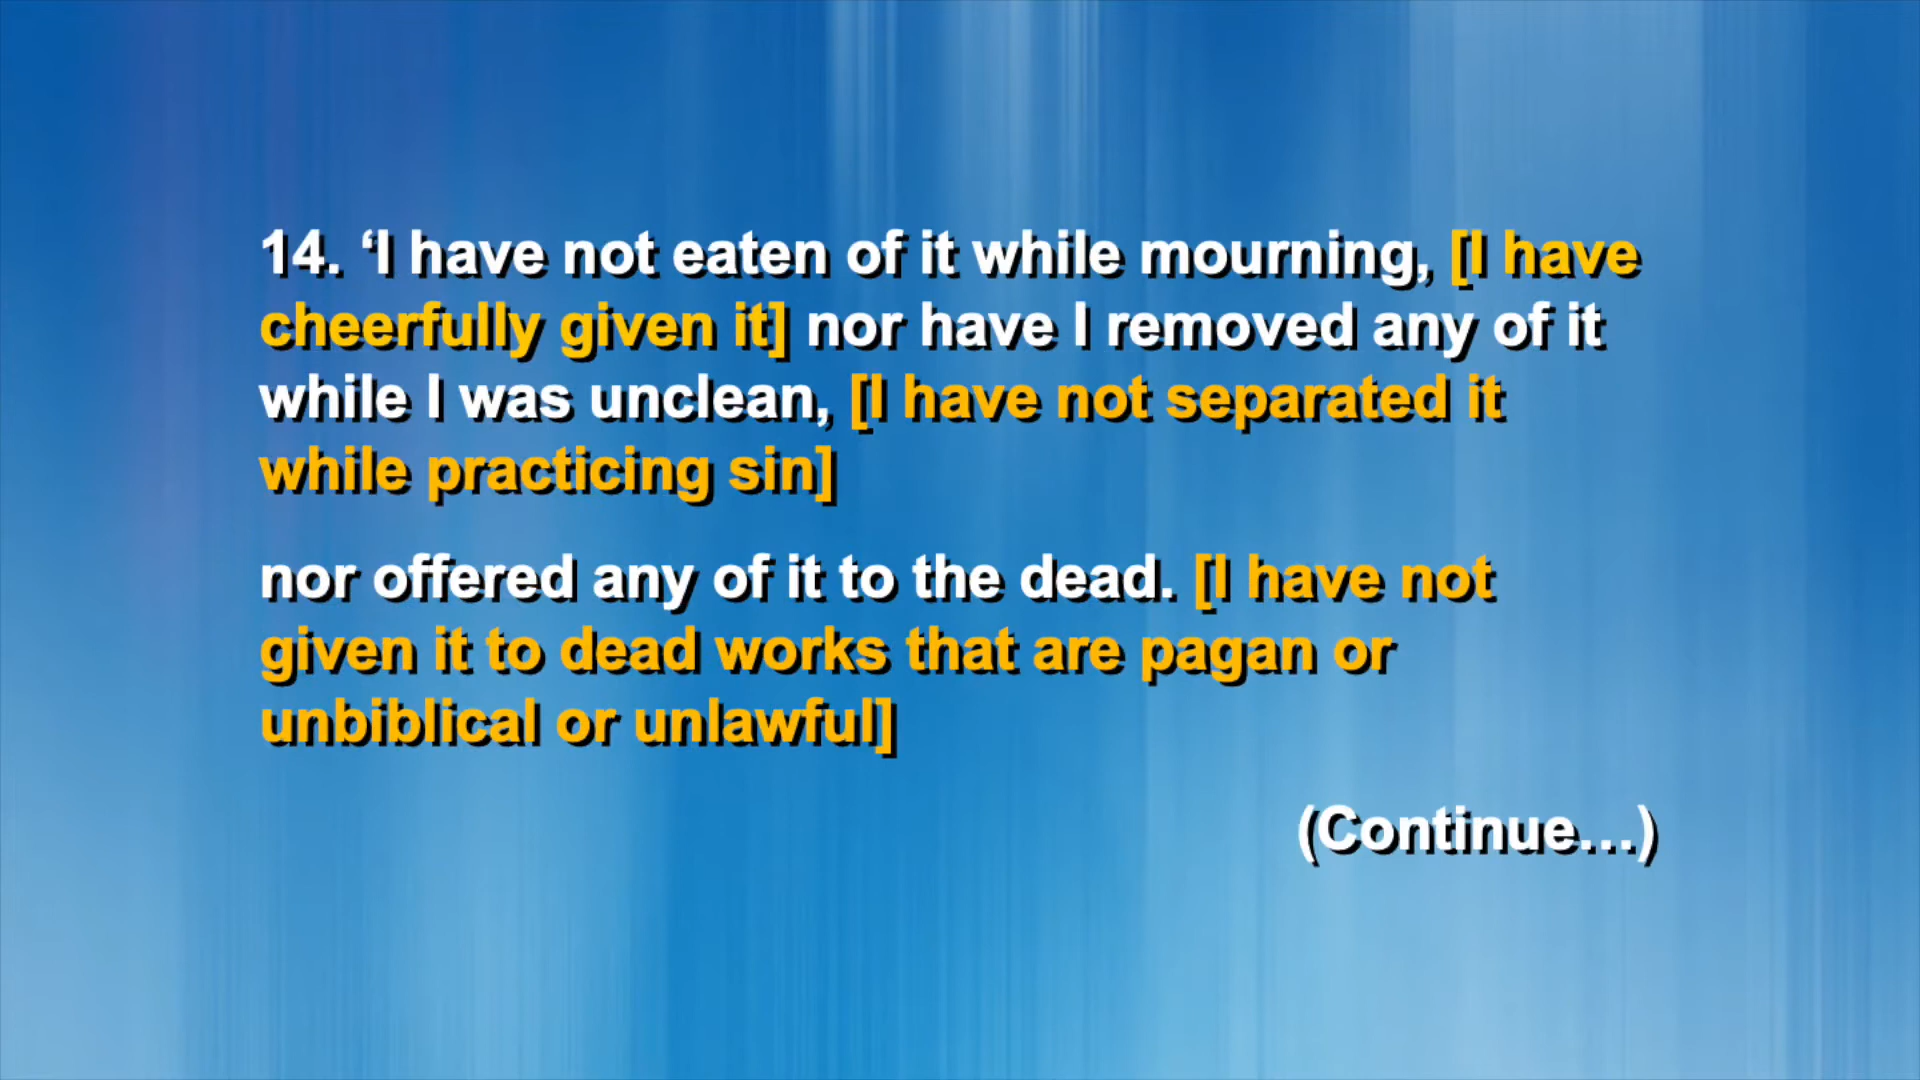 14. ‘I have not eaten of it while mourning, [I have
cheerfully given it] nor have I removed any of it
while I was unclean, [I have not separated it
while practicing sin]
nor offered any of it to the dead. [I have not
given it to dead works that are pagan or
unbiblical or unlawful]
(Continue…)